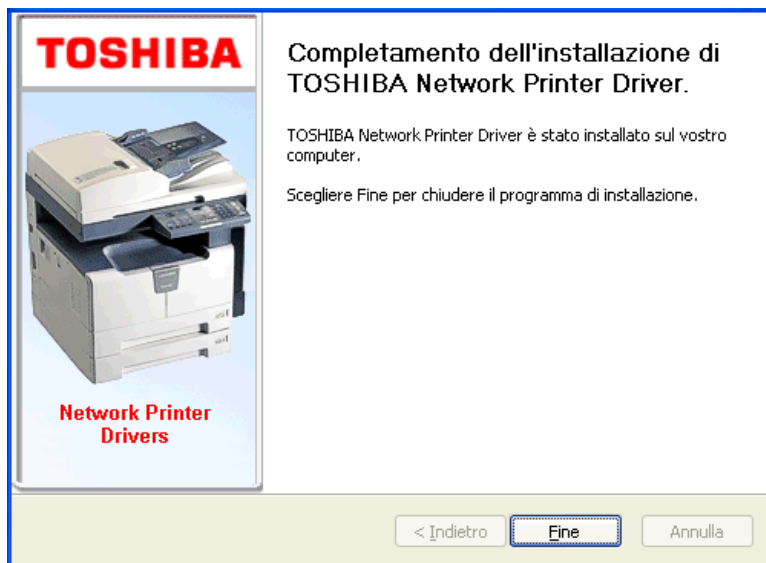 TOSHIBA
Network Printer
Drivers
Completamento dell'installazione di
TOSHIBA Network Printer Driver.
TOSHIBA Network Printer Driver è stato installato sul vostro
computer.
Scegliere Fine per chiudere il programma di installazione.
< Indietro
Fine
Annulla